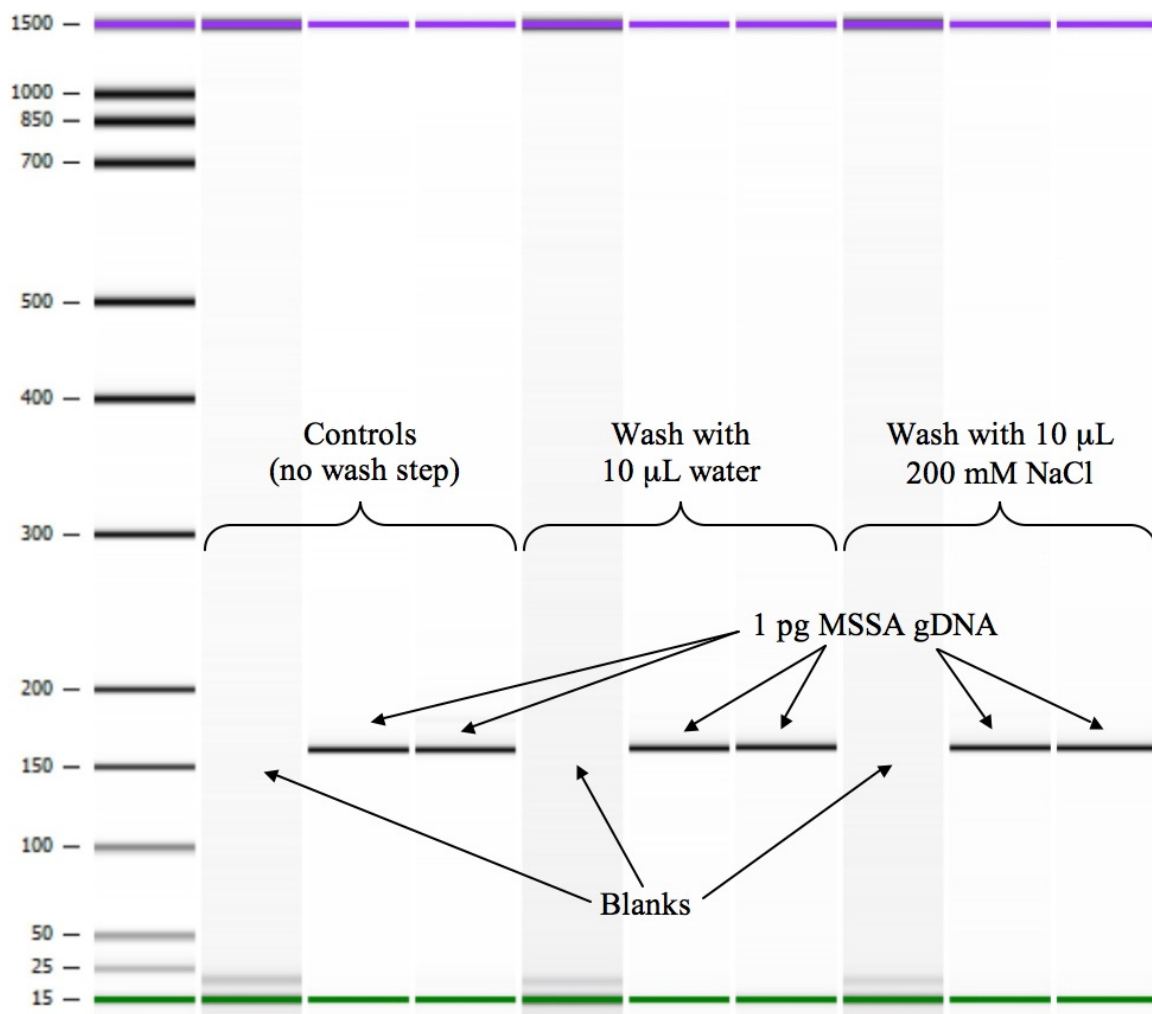 1500
1000
850
700
500
400
Controls
(no wash step)
Wash with
10 µL water
Wash with 10 µL
200 mM NaCl
300
1 pg MSSA gDNA
200
150
100
Blanks
50
25
15